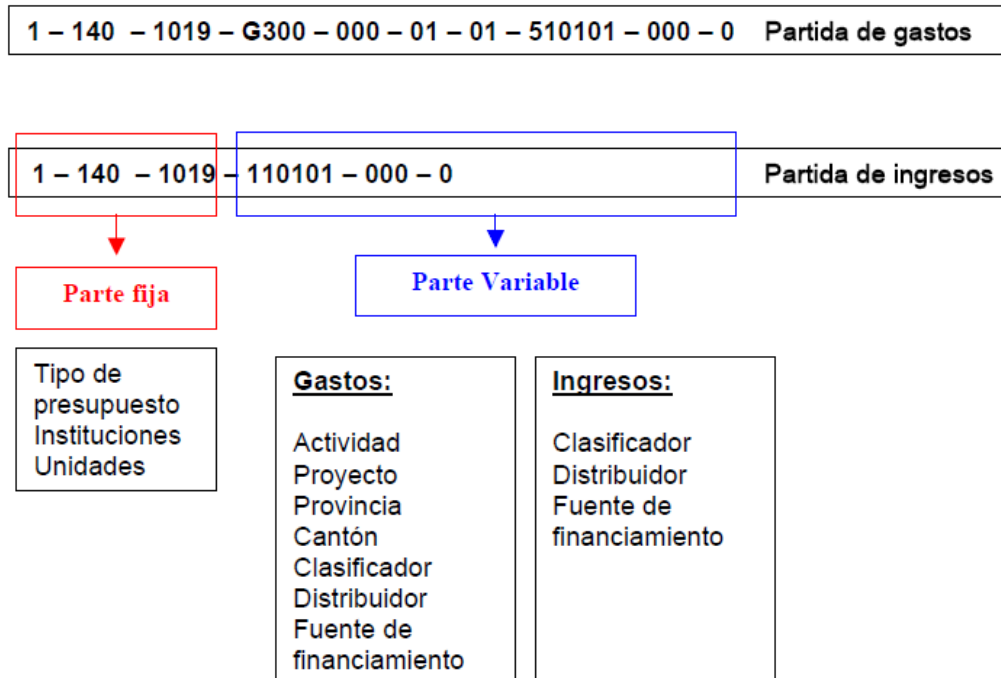 1 – 140 – 1019 – G300 – 000 – 01 – 01 – 510101 – 000 – 0 Partida de gastos
1 – 140 – 1019 – 110101 – 000 – 0 Partida de ingresos
Parte fija
Parte Variable
Tipo de
presupuesto
Instituciones
Unidades
Gastos:
Actividad
Proyecto
Provincia
Cantón
Clasificador
Distribuidor
Fuente de
financiamiento
Ingresos:
Clasificador
Distribuidor
Fuente de
financiamiento